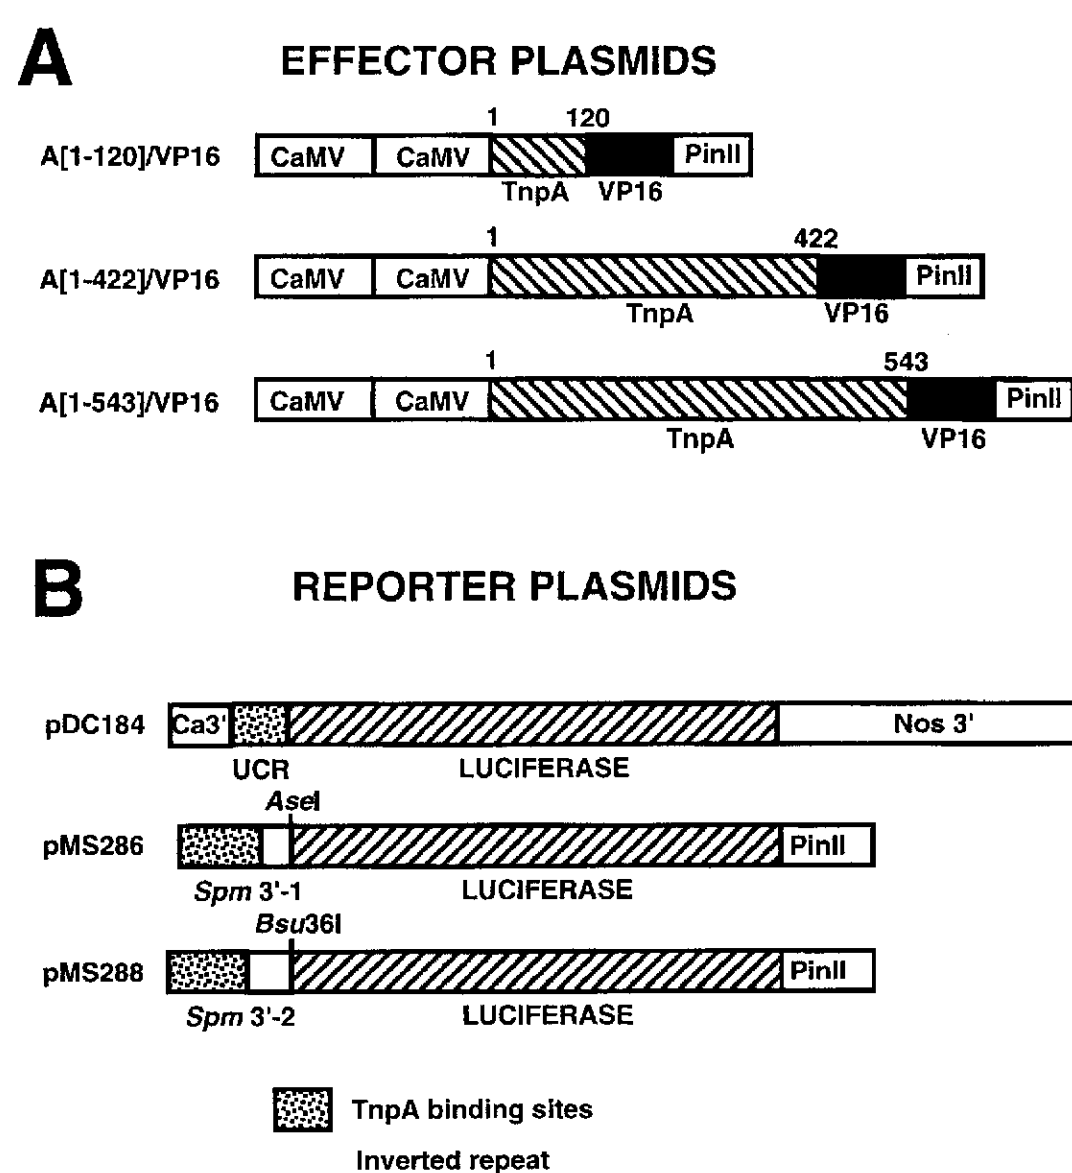 A
EFFECTOR PLASMIDS
1 120
A[1-120]/VP16 CaMV CaMV PinII
TnpA VP16
1 422
A[1-422]/VP16 CaMV CaMV PinII
TnpA VP16
1 543
A[1-543]/VP16 CaMV CaMV PinII
TnpA VP16
B
REPORTER PLASMIDS
pDC184 Ca3' Nos 3'
UCR LUCIFERASE
AseI
pMS286 PinII
Spm 3'-1 LUCIFERASE
Bsu36I
pMS288 PinII
Spm 3'-2 LUCIFERASE
TnpA binding sites
Inverted repeat